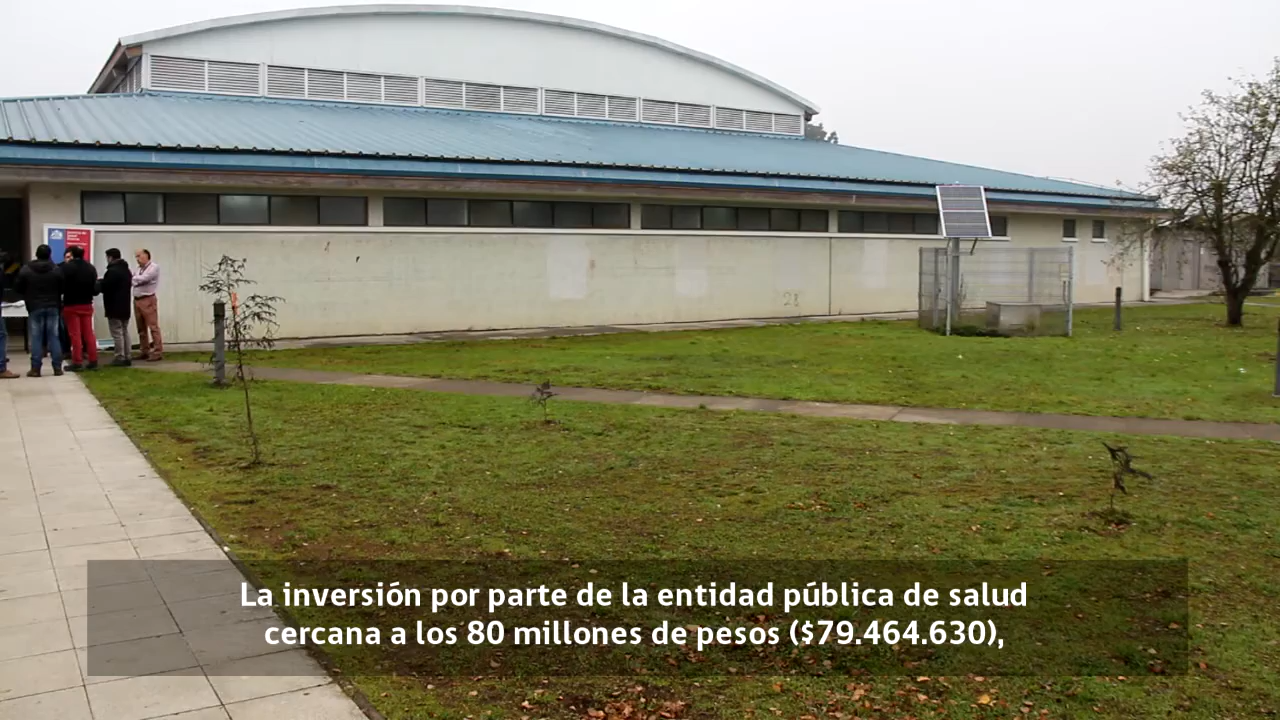 La inversión por parte de la entidad pública de salud
cercana a los 80 millones de pesos ($79.464.630),